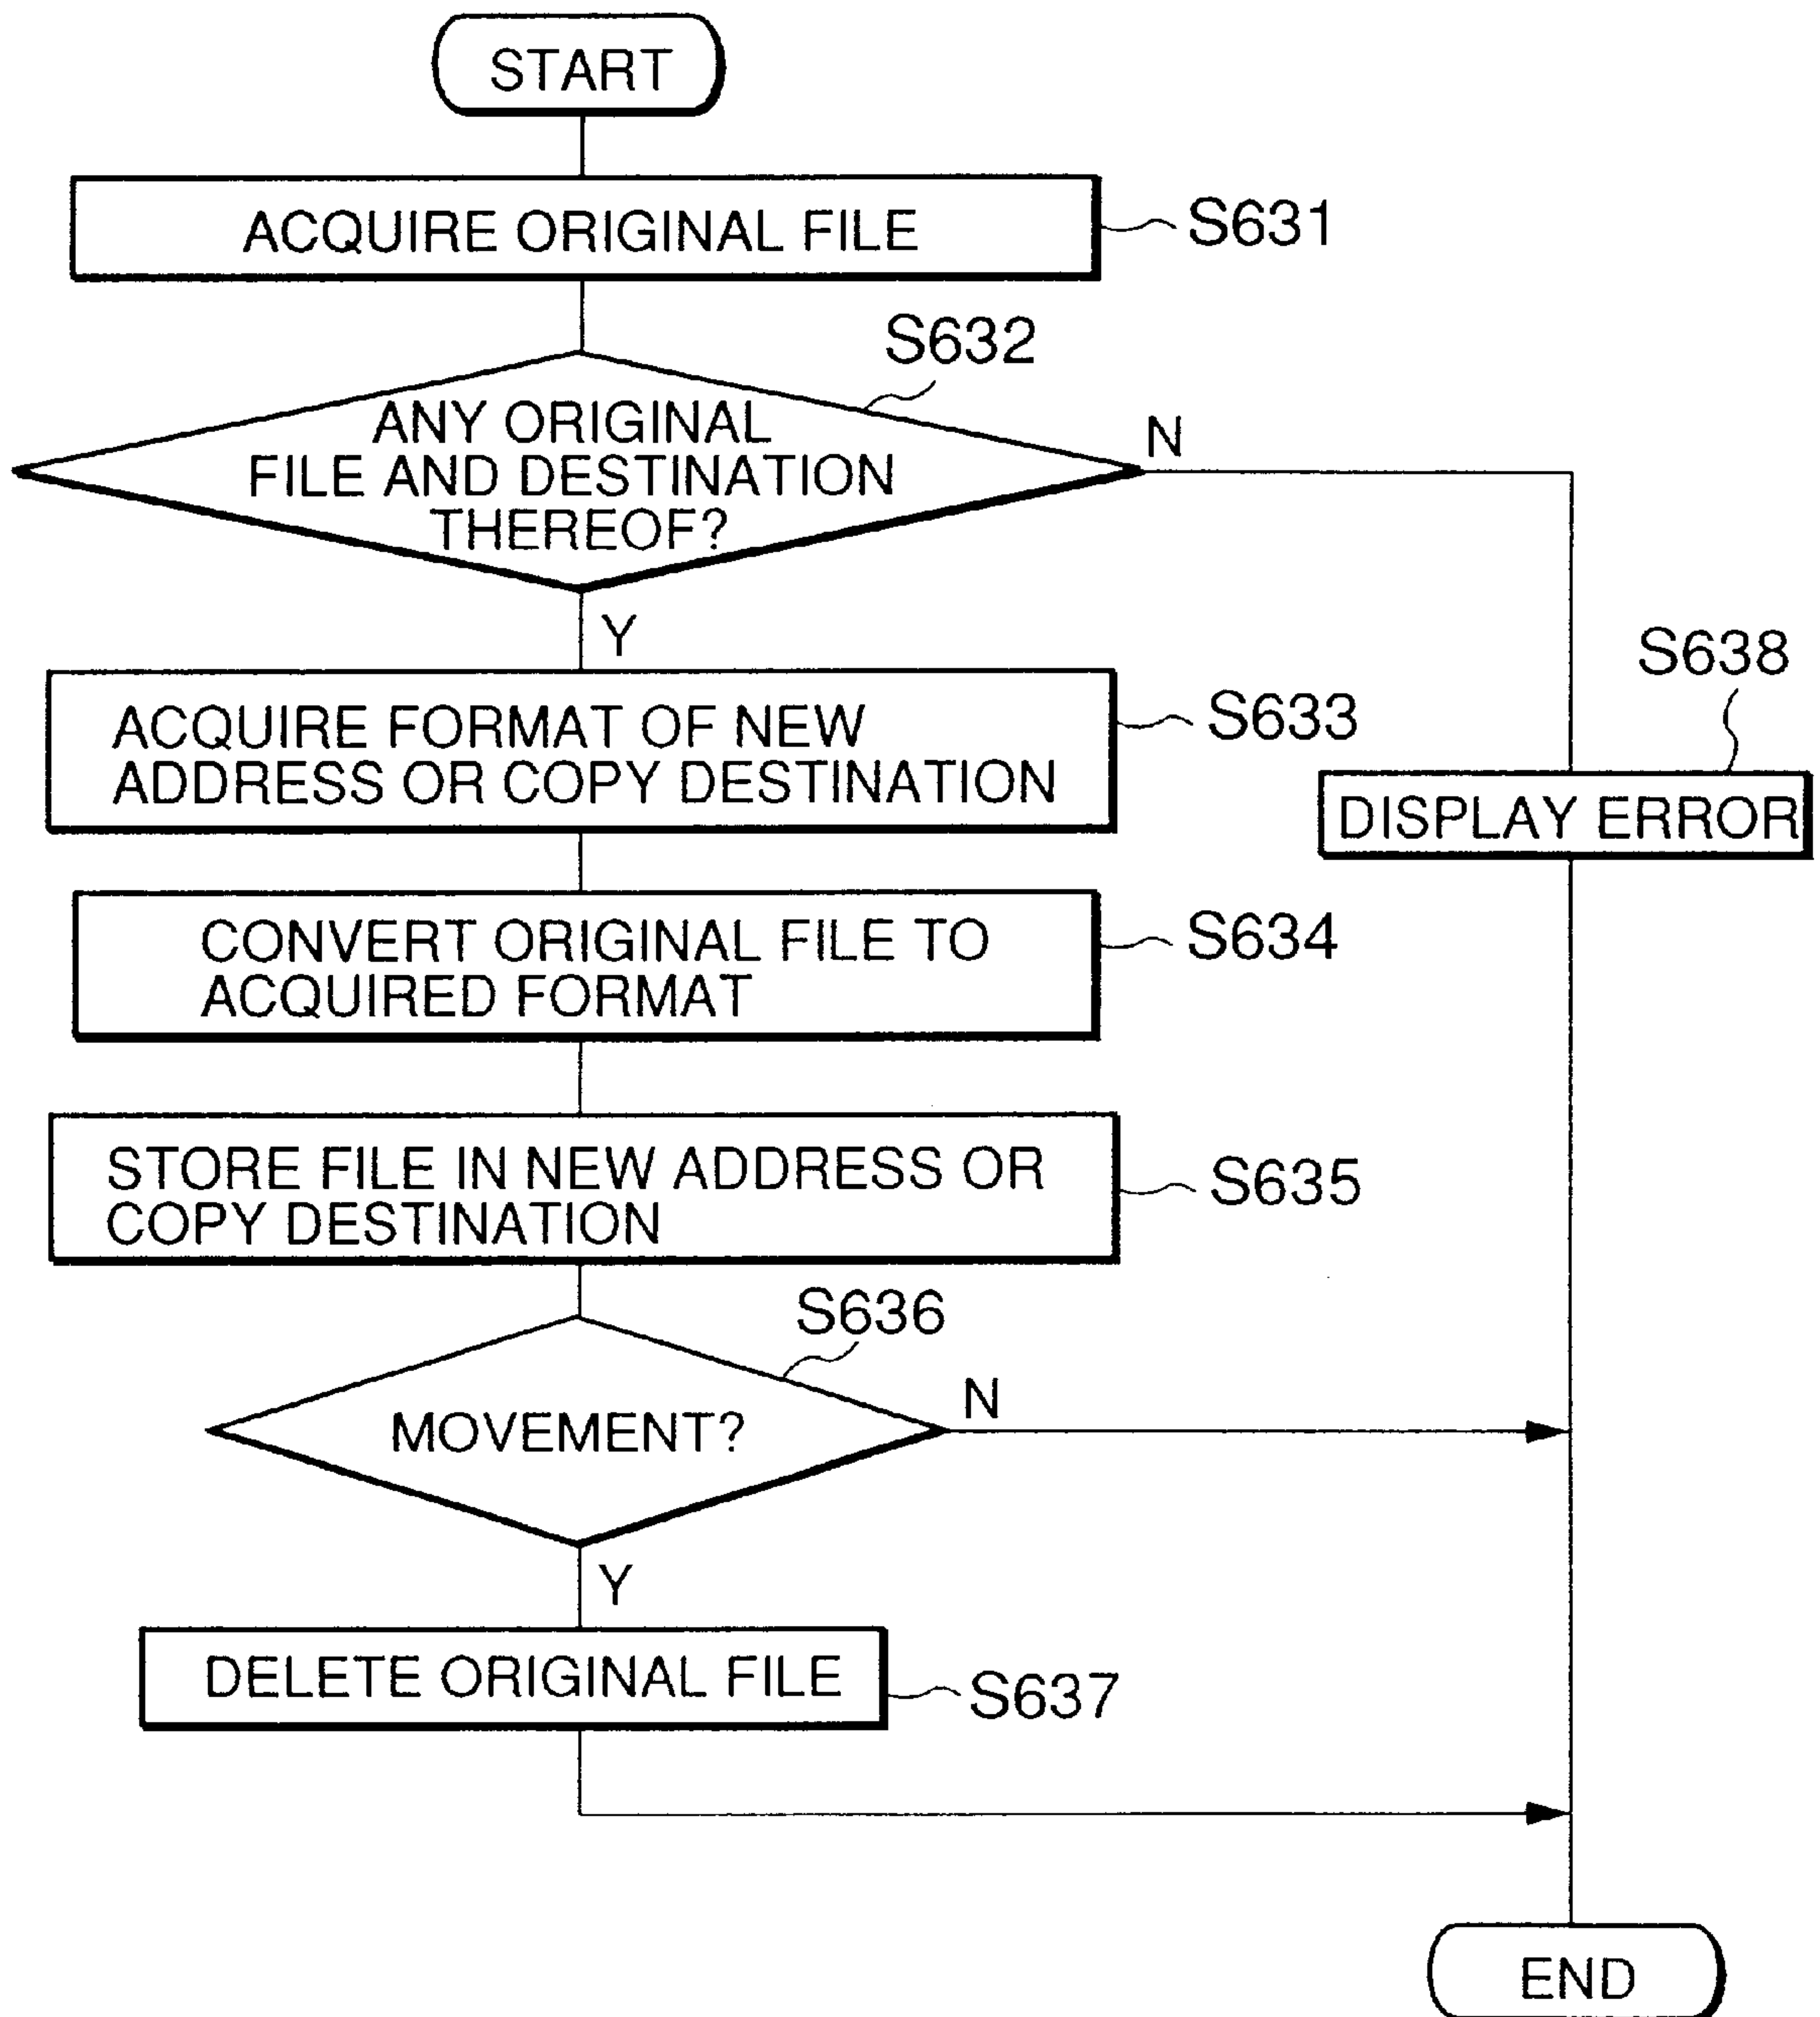 START
ACQUIRE ORIGINAL FILE
S631
S632
ANY ORIGINAL
FILE AND DESTINATION
THEREOF?
N
Y
S638
ACQUIRE FORMAT OF NEW
ADDRESS OR COPY DESTINATION
S633
DISPLAY ERROR
CONVERT ORIGINAL FILE TO
ACQUIRED FORMAT
S634
STORE FILE IN NEW ADDRESS OR
COPY DESTINATION
S635
S636
MOVEMENT?
N
Y
DELETE ORIGINAL FILE
S637
END